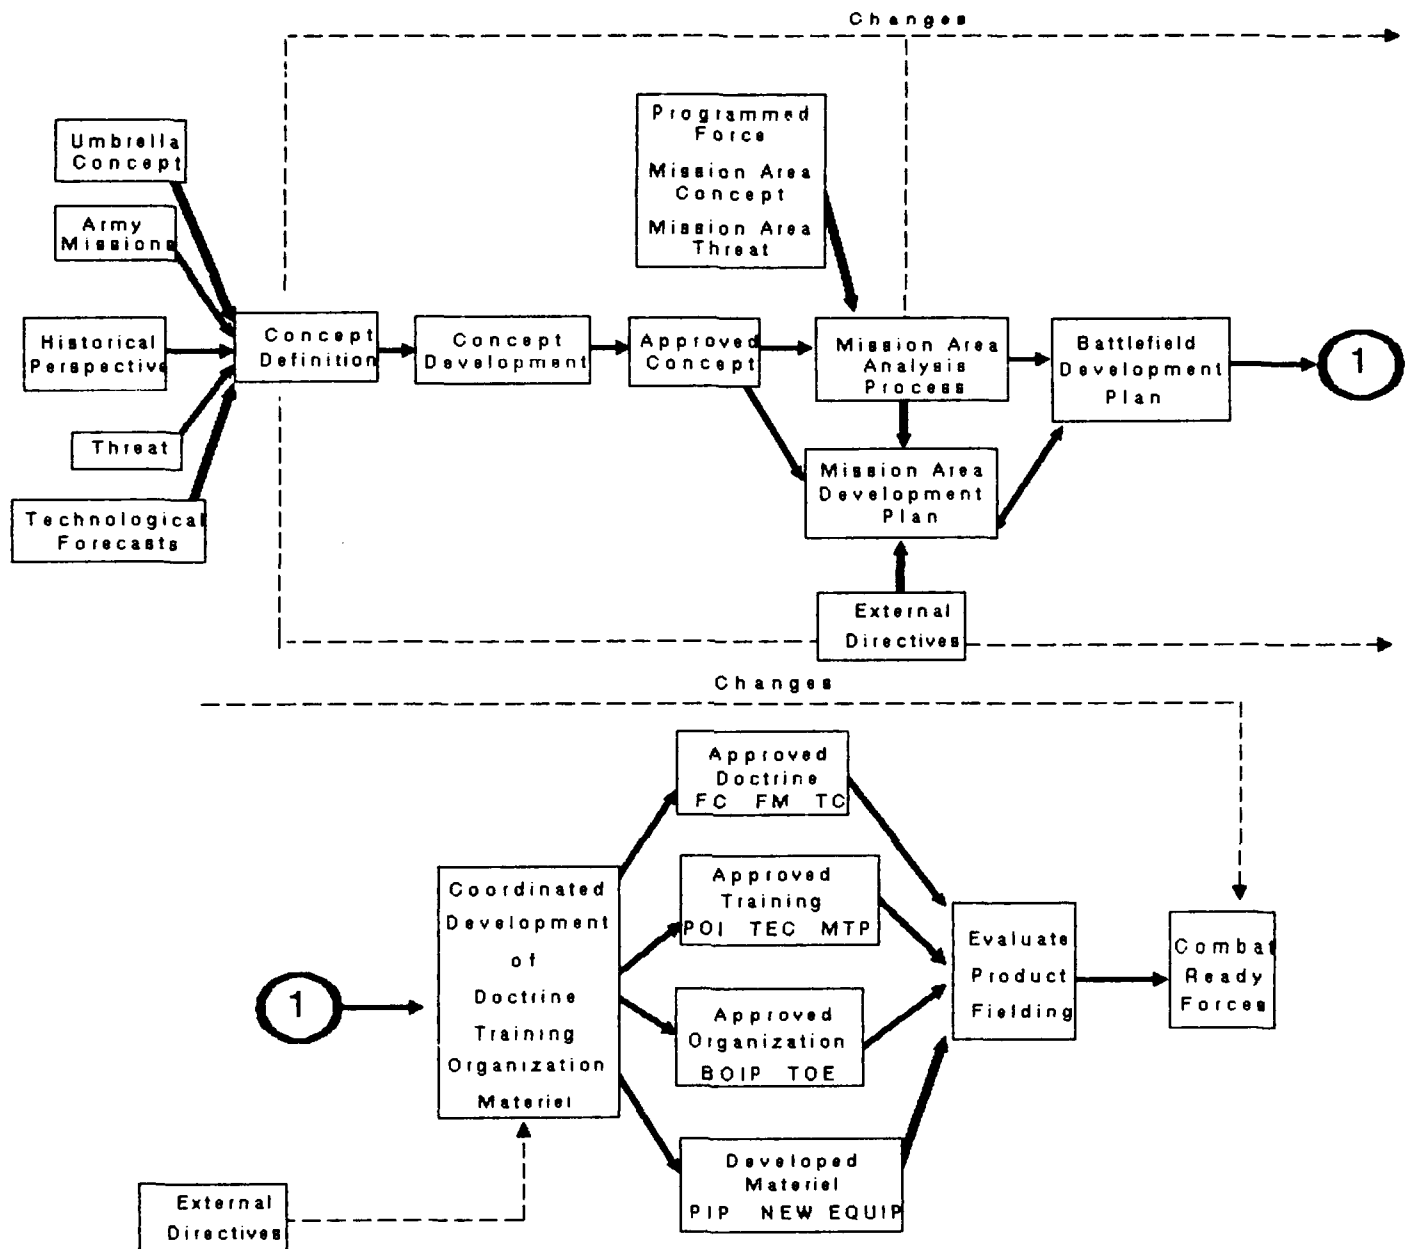 Changes
Programmed
Force
Mission Area
Concept
Mission Area
Threat
Umbrella
Concept
Army
Missions
Historical
Perspective
Threat
Technological
Forecasts
Concept
Definition
Concept
Development
Approved
Concept
Mission Area
Analysis
Process
Battlefield
Development
Plan
1
Mission Area
Development
Plan
External
Directives
Changes
1
Coordinated
Development
of
Doctrine
Training
Organization
Materiel
External
Directives
Approved
Doctrine
FC FM TC
Approved
Training
POI TEC MTP
Approved
Organization
BOIP TOE
Developed
Materiel
PIP NEW EQUIP
Evaluate
Product
Fielding
Combat
Ready
Forces